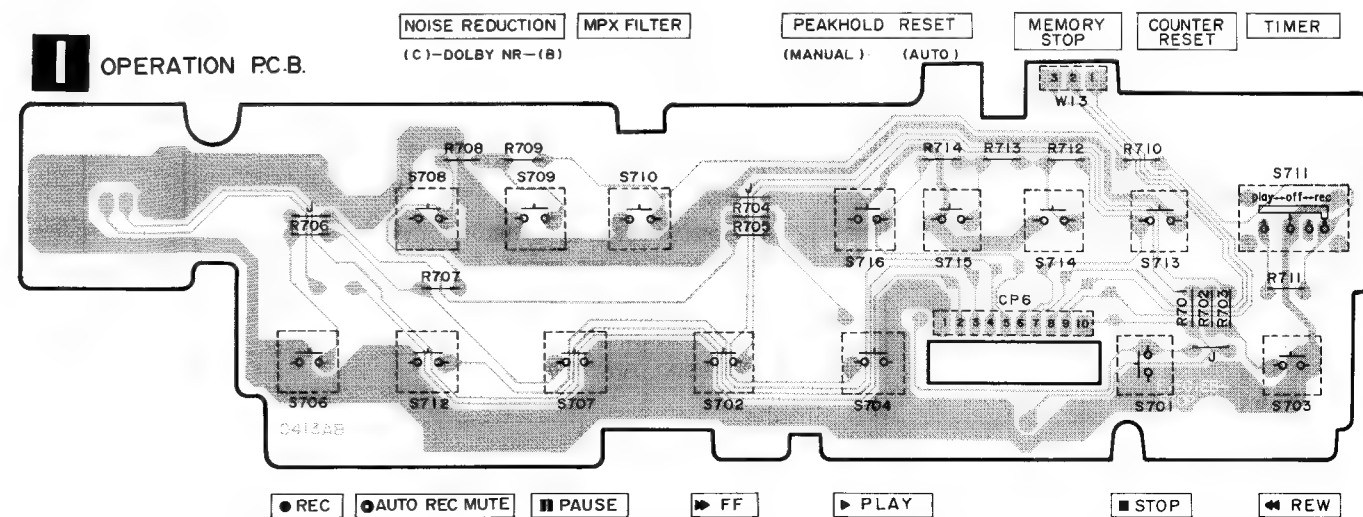 NOISE REDUCTION MPX FILTER PEAKHOLD RESET MEMORY STOP COUNTER RESET TIMER
(C)-DOLBY NR-(B) (MANUAL) (AUTO)
I OPERATION P.C.B.
3 2 1
W13
R708 R709 R714 R713 R712 R710
S708 S709 S710 S711
play↔off↔rec
J J
R706 R704
R705
S716 S715 S714 S713
R707 R711
CP6 R701 R702 R703
1 2 3 4 5 6 7 8 9 10
J
S706 S712 S707 S702 S704 S701 S703
C413AB
● REC AUTO REC MUTE PAUSE ▶▶ FF ▶ PLAY ■ STOP ◀◀ REW